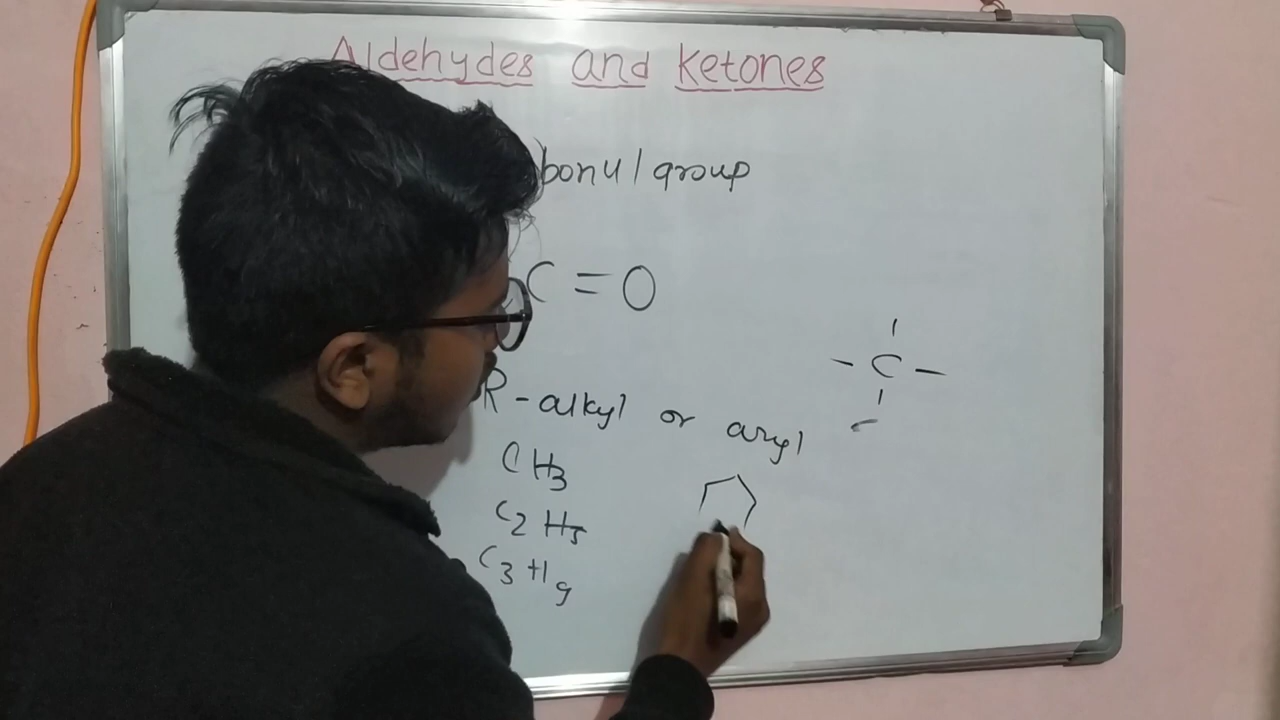 Aldehydes and Ketones
bonyl group
C = O
- C -
R - alkyl or aryl
CH3
C2 H5
C3 H9